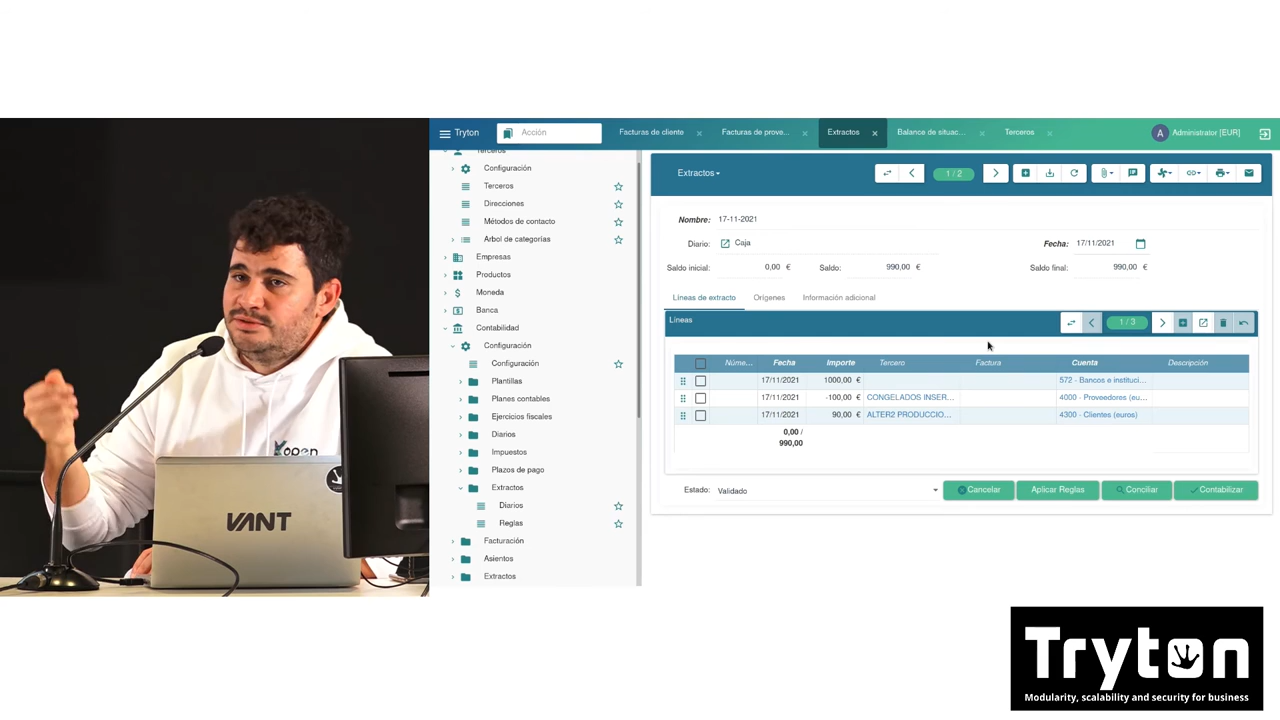 Tryton
Acción
Facturas de cliente
Facturas de prove...
Extractos
Balance de situac...
Terceros
A
Administrator [EUR]
Terceros
Configuración
Terceros
Direcciones
Métodos de contacto
Arbol de categorías
Empresas
Productos
Moneda
Banca
Contabilidad
Configuración
Configuración
Plantillas
Planes contables
Ejercicios fiscales
Diarios
Impuestos
Plazos de pago
Extractos
Diarios
Reglas
Facturación
Asientos
Extractos
Extractos
1 / 2
Nombre: 17-11-2021
Diario: Caja
Fecha: 17/11/2021
Saldo inicial: 0,00 €
Saldo: 990,00 €
Saldo final: 990,00 €
Líneas de extracto
Orígenes
Información adicional
Líneas
1 / 3
Núme... Fecha Importe Tercero Factura Cuenta Descripción
17/11/2021 1000,00 € 572 - Bancos e instituci...
17/11/2021 -100,00 € CONGELADOS INSER... 4000 - Proveedores (eu...
17/11/2021 90,00 € ALTER2 PRODUCCIO... 4300 - Clientes (euros)
0,00 /
990,00
Estado: Validado
Cancelar
Aplicar Reglas
Conciliar
Contabilizar
open
VANT
Tryton
Modularity, scalability and security for business